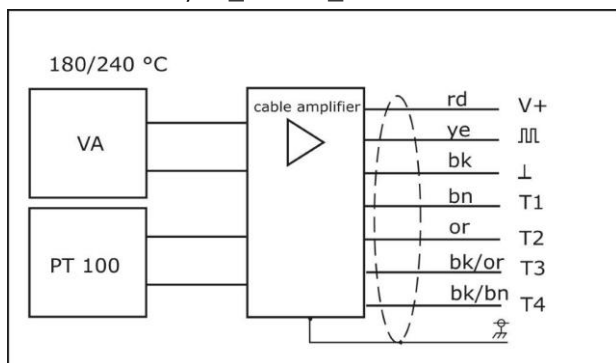 180/240 °C
VA
PT 100
cable amplifier
rd V+
ye
bk ⊥
bn T1
or T2
bk/or T3
bk/bn T4